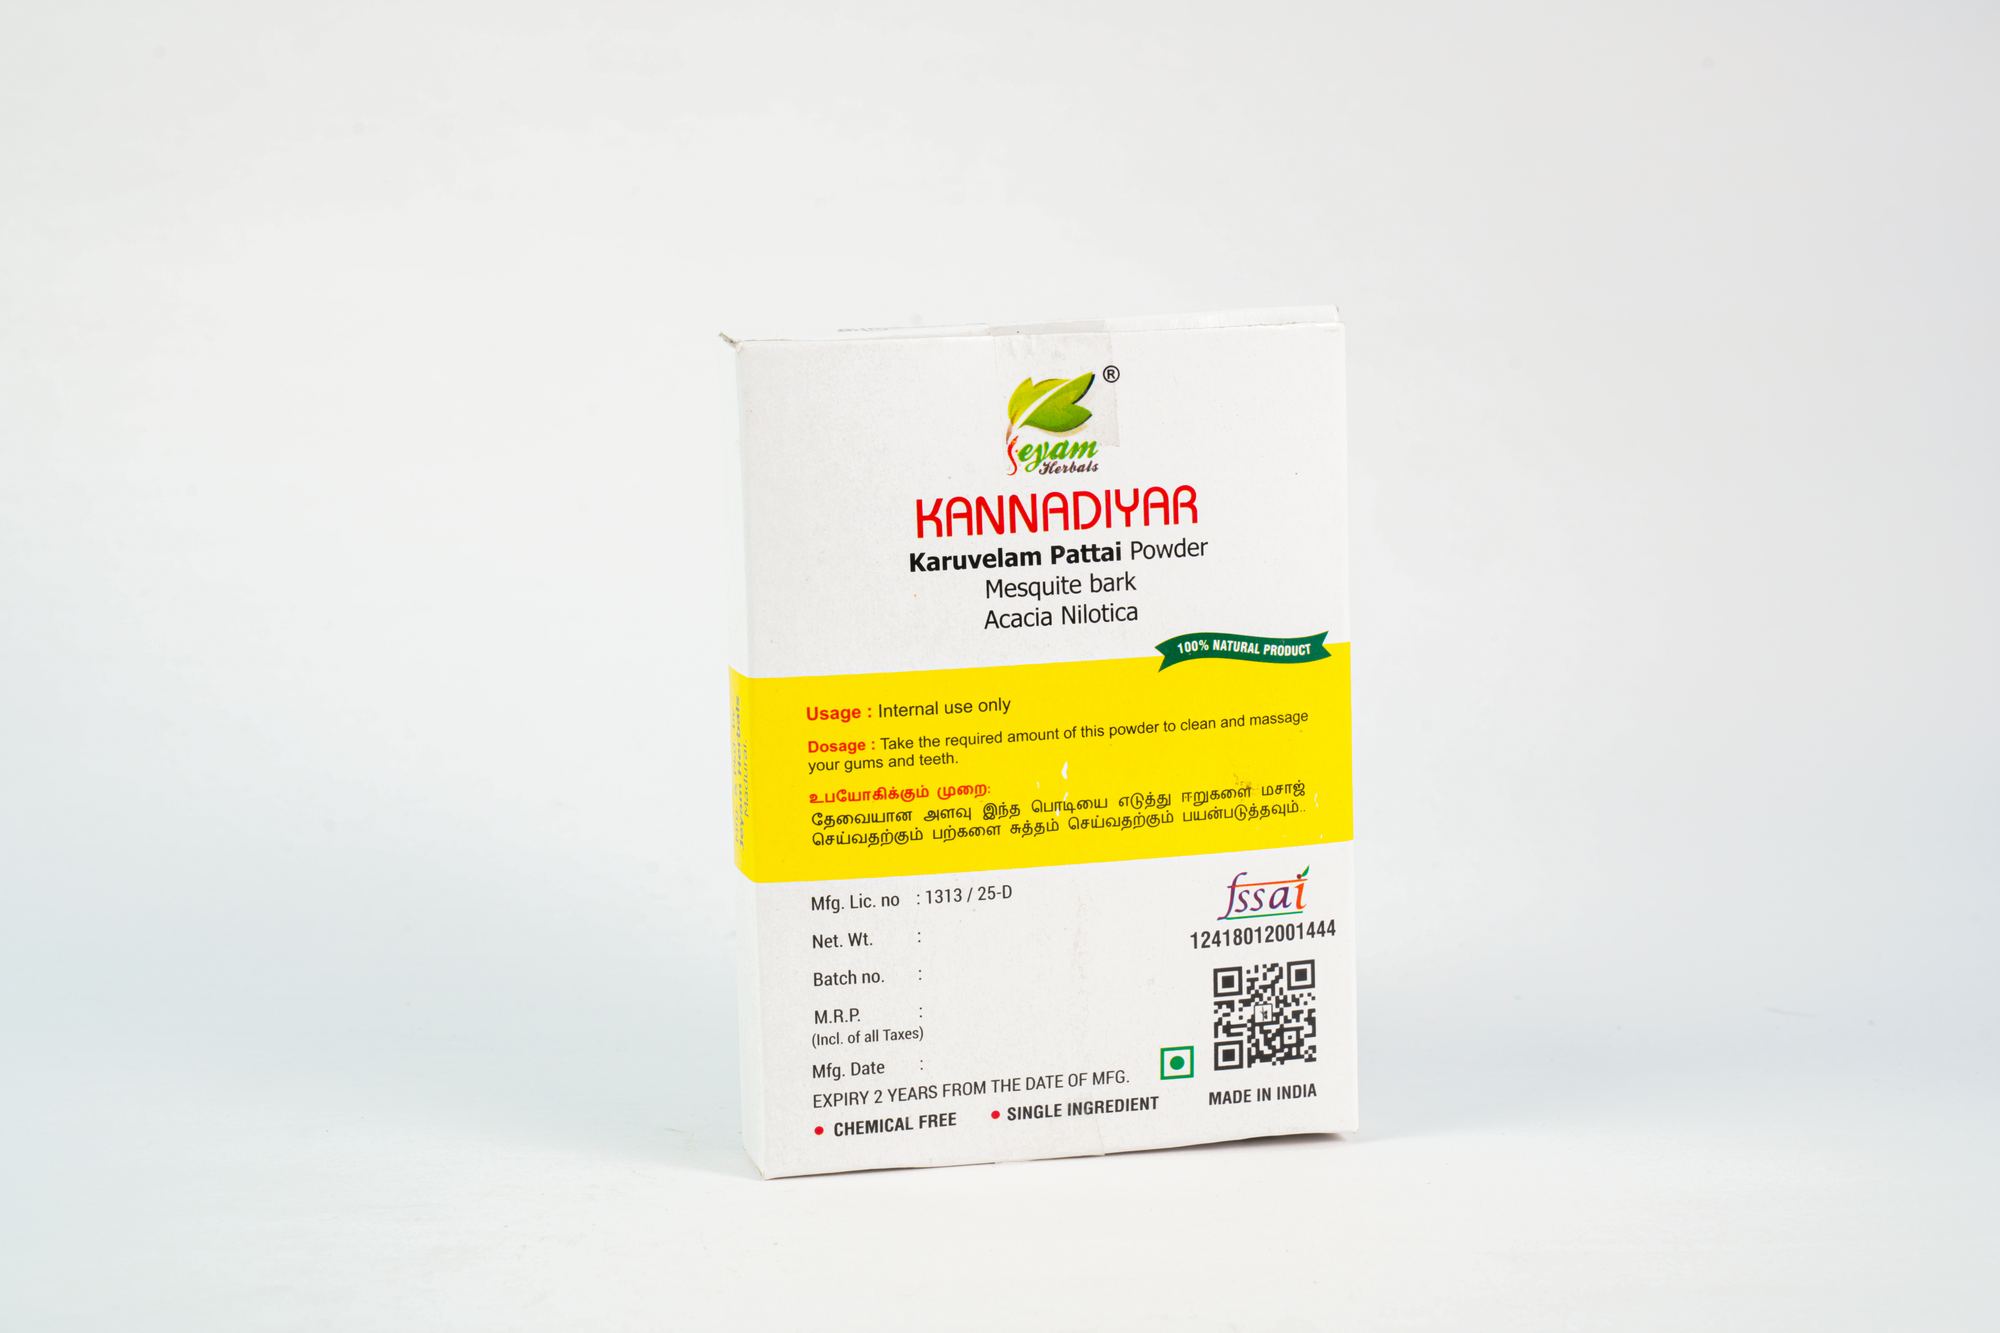 ®
Seyam
Herbals
KANNADIYAR
Karuvelam Pattai Powder
Mesquite bark
Acacia Nilotica
100% NATURAL PRODUCT
Usage : Internal use only
Dosage : Take the required amount of this powder to clean and massage
your gums and teeth.
உபயோகிக்கும் முறை:
தேவையான அளவு இந்த பொடியை எடுத்து ஈறுகளை மசாஜ்
செய்வதற்கும் பற்களை சுத்தம் செய்வதற்கும் பயன்படுத்தவும்..
Mfg. Lic. no : 1313 / 25-D
Net. Wt. :
Batch no. :
M.R.P. :
(Incl. of all Taxes)
Mfg. Date :
EXPIRY 2 YEARS FROM THE DATE OF MFG.
• CHEMICAL FREE • SINGLE INGREDIENT
fssai
12418012001444
MADE IN INDIA
Seyam Herbals
Madurai.